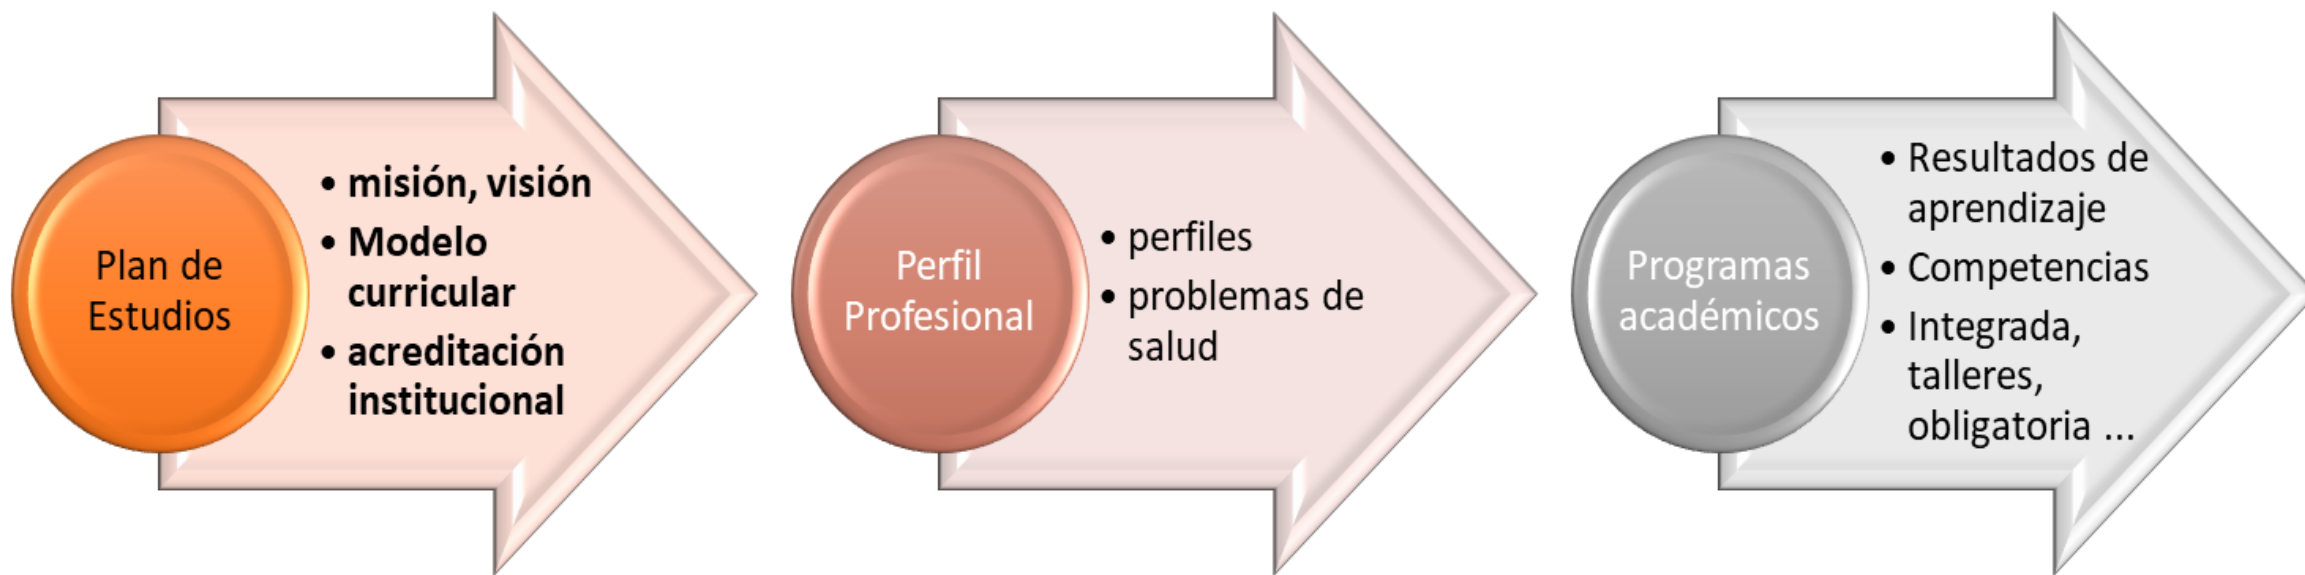 Plan de
Estudios
• misión, visión
• Modelo
curricular
• acreditación
institucional
Perfil
Profesional
• perfiles
• problemas de
salud
Programas
académicos
• Resultados de
aprendizaje
• Competencias
• Integrada,
talleres,
obligatoria ...